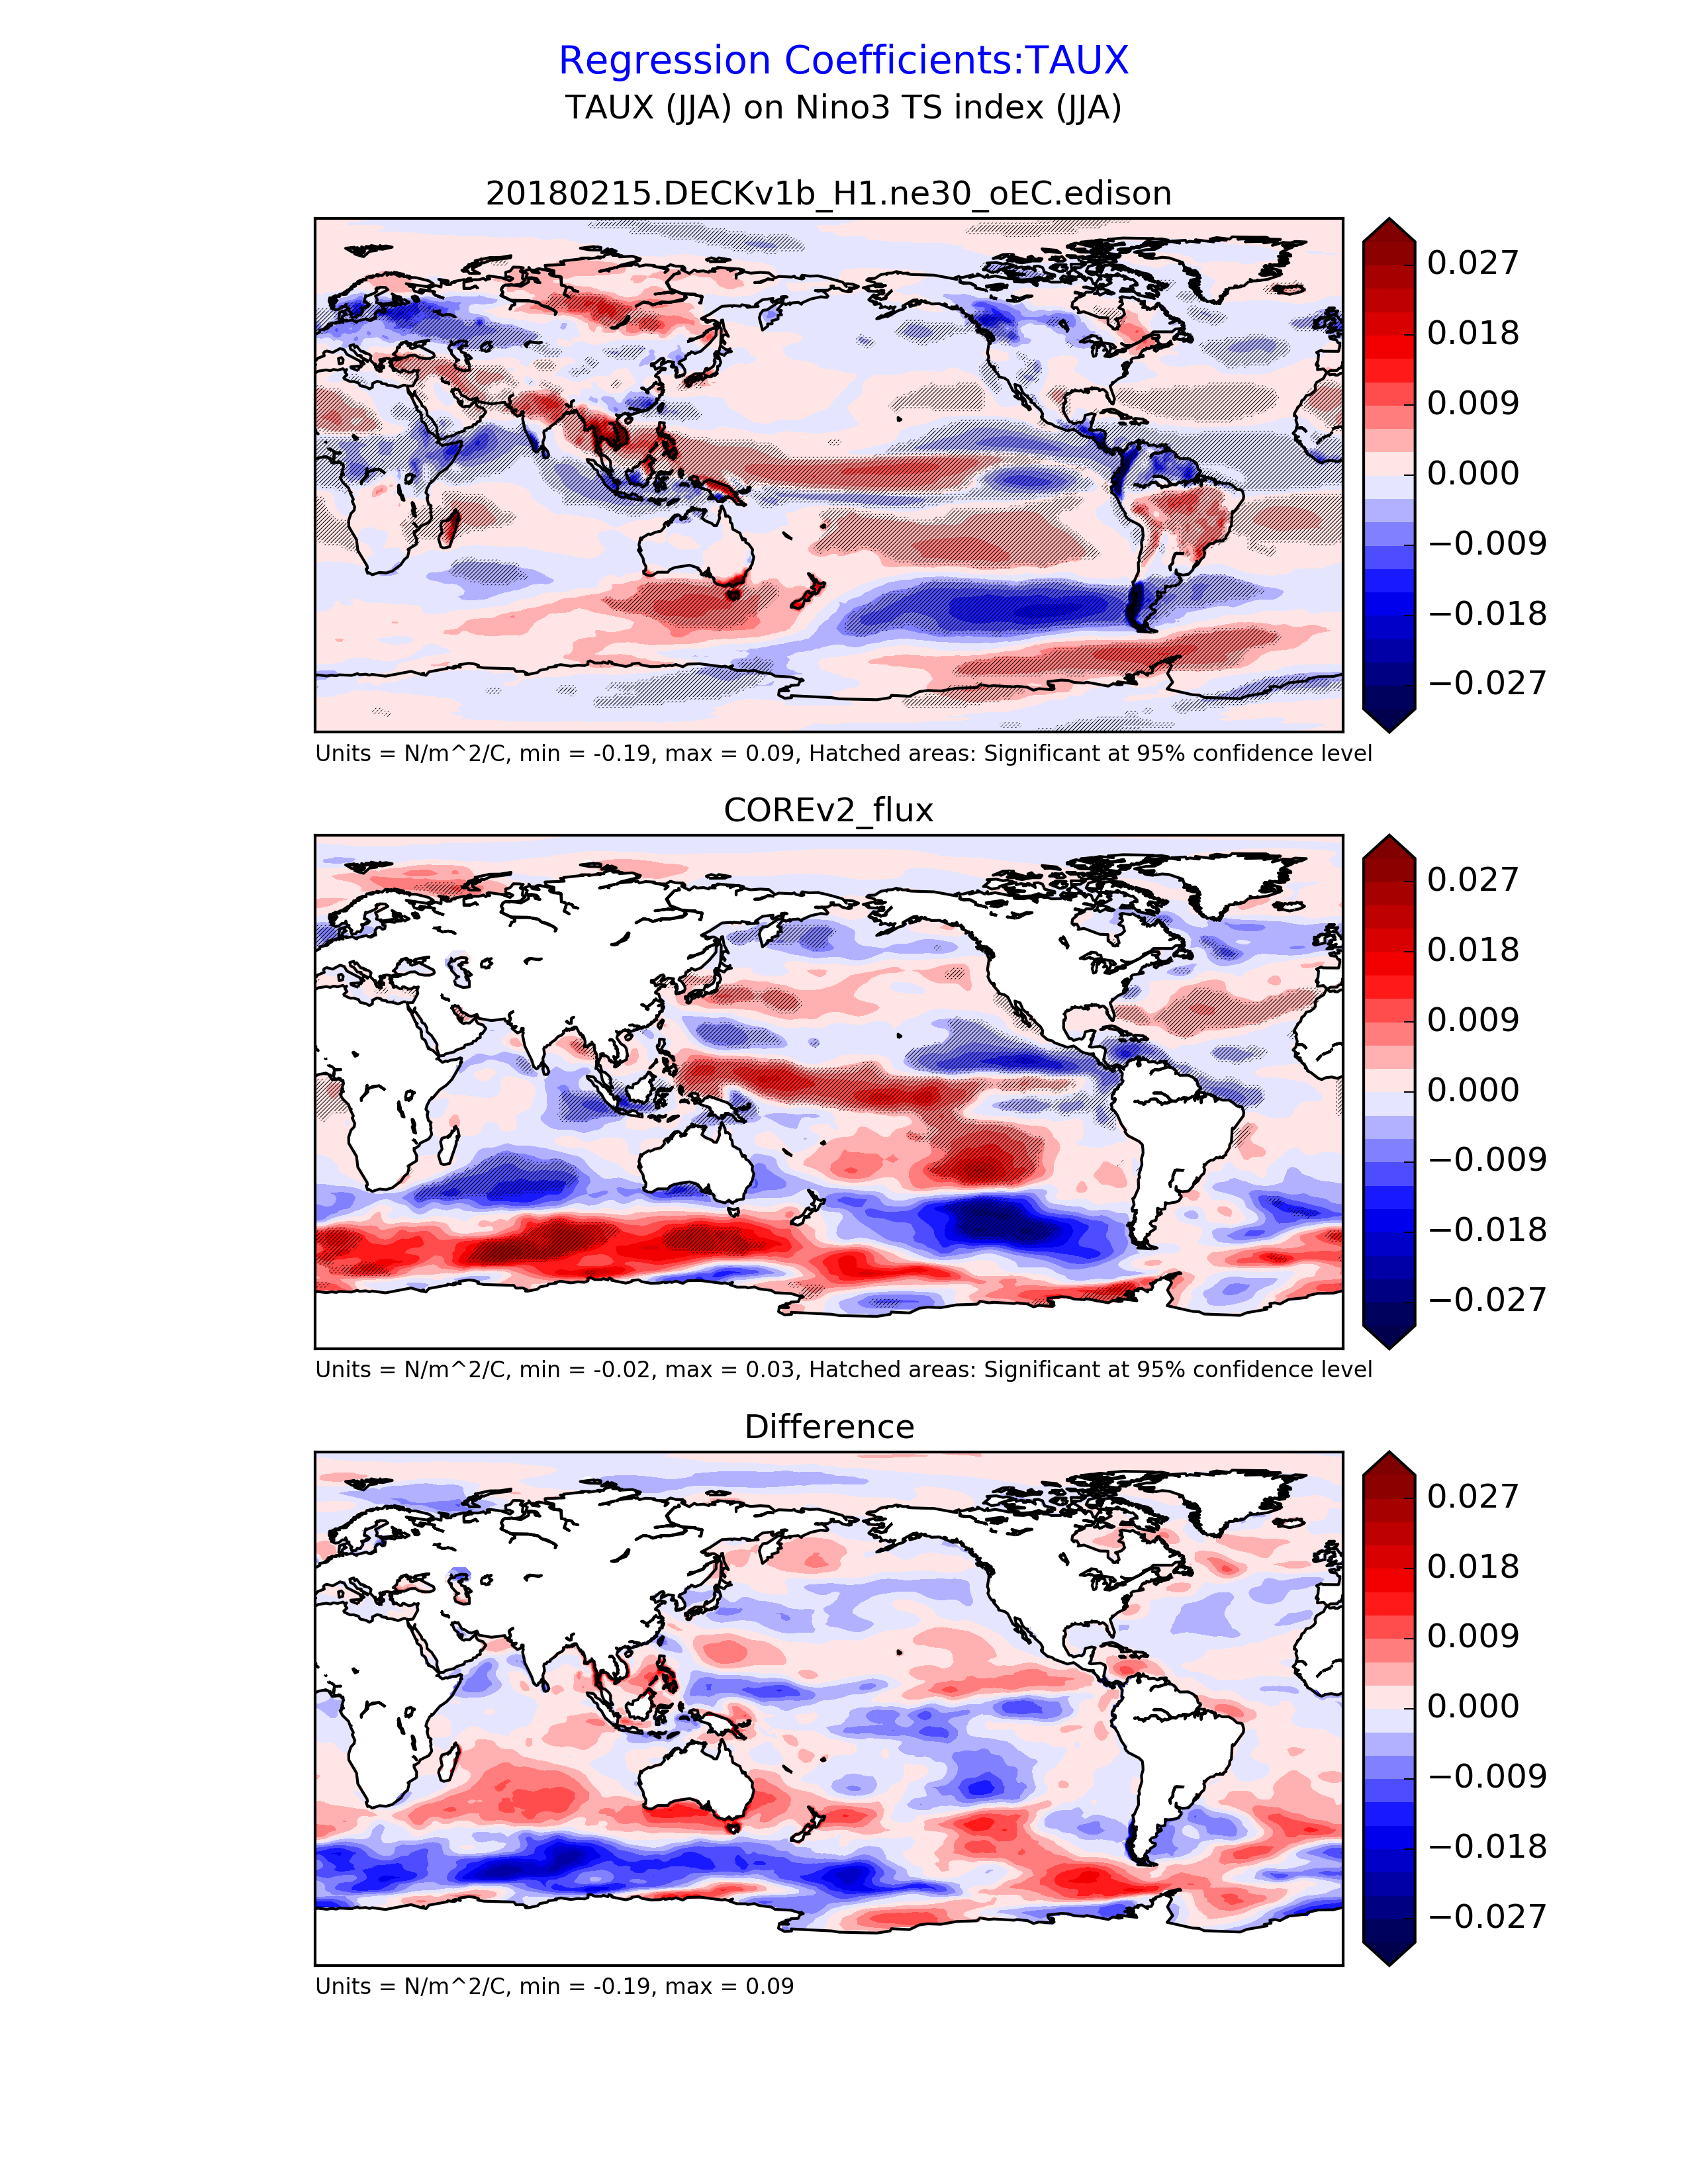 Regression Coefficients:TAUX
TAUX (JJA) on Nino3 TS index (JJA)
20180215.DECKv1b_H1.ne30_oEC.edison
0.027
0.018
0.009
0.000
−0.009
−0.018
−0.027
Units = N/m^2/C, min = -0.19, max = 0.09, Hatched areas: Significant at 95% confidence level
COREv2_flux
0.027
0.018
0.009
0.000
−0.009
−0.018
−0.027
Units = N/m^2/C, min = -0.02, max = 0.03, Hatched areas: Significant at 95% confidence level
Difference
0.027
0.018
0.009
0.000
−0.009
−0.018
−0.027
Units = N/m^2/C, min = -0.19, max = 0.09